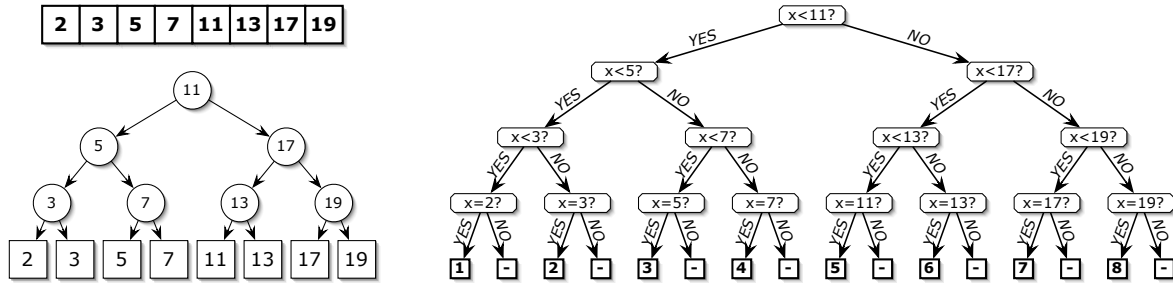 2 3 5 7 11 13 17 19
11
5 17
3 7 13 19
2 3 5 7 11 13 17 19
x<11?
YES NO
x<5? x<17?
YES NO YES NO
x<3? x<7? x<13? x<19?
YES NO YES NO YES NO YES NO
x=2? x=3? x=5? x=7? x=11? x=13? x=17? x=19?
YES NO YES NO YES NO YES NO YES NO YES NO YES NO YES NO
1 - 2 - 3 - 4 - 5 - 6 - 7 - 8 -